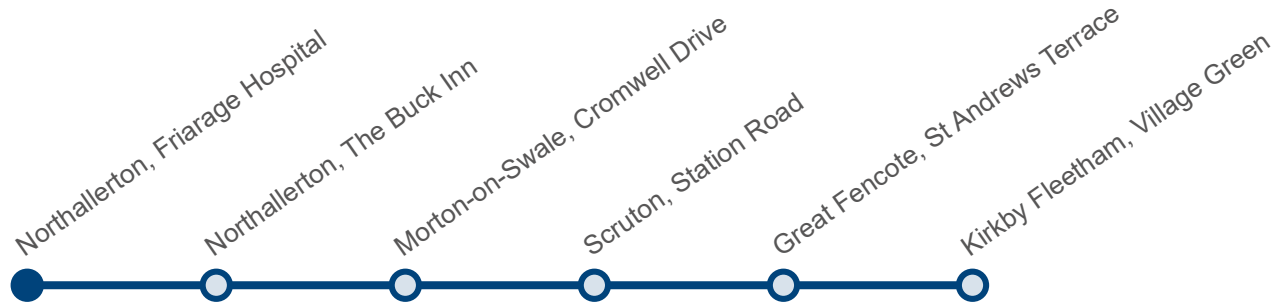 Northallerton, Friarage Hospital
Northallerton, The Buck Inn
Morton-on-Swale, Cromwell Drive
Scruton, Station Road
Great Fencote, St Andrews Terrace
Kirkby Fleetham, Village Green